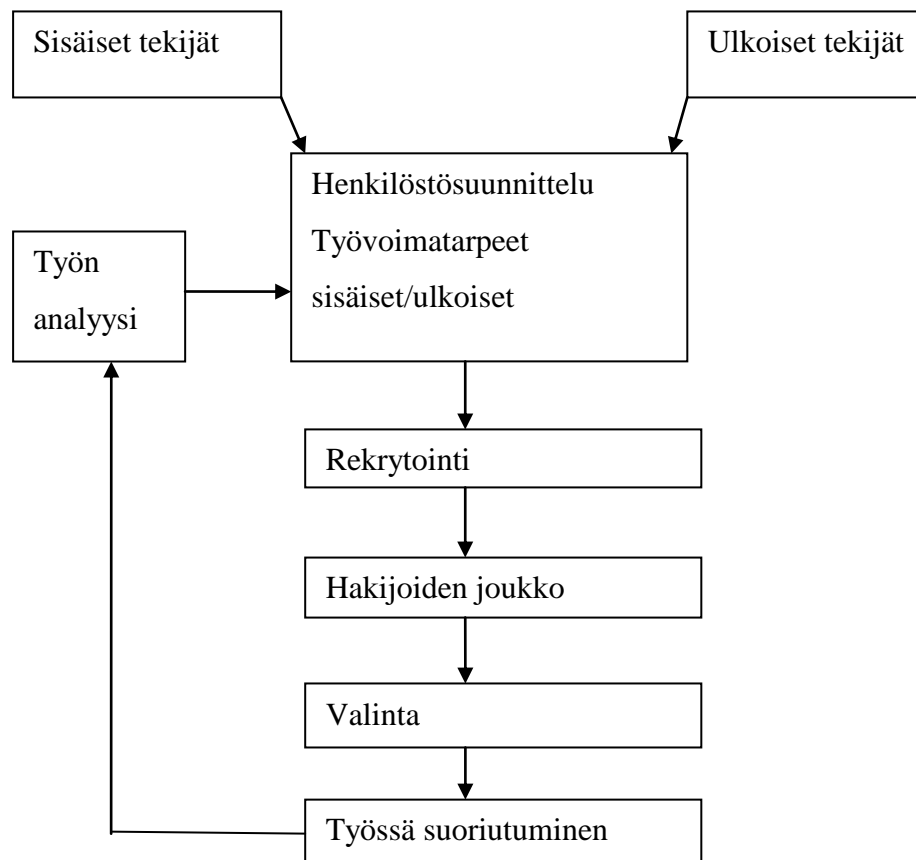 Sisäiset tekijät
Ulkoiset tekijät
Henkilöstösuunnittelu
Työvoimatarpeet
sisäiset/ulkoiset
Työn
analyysi
Rekrytointi
Hakijoiden joukko
Valinta
Työssä suoriutuminen